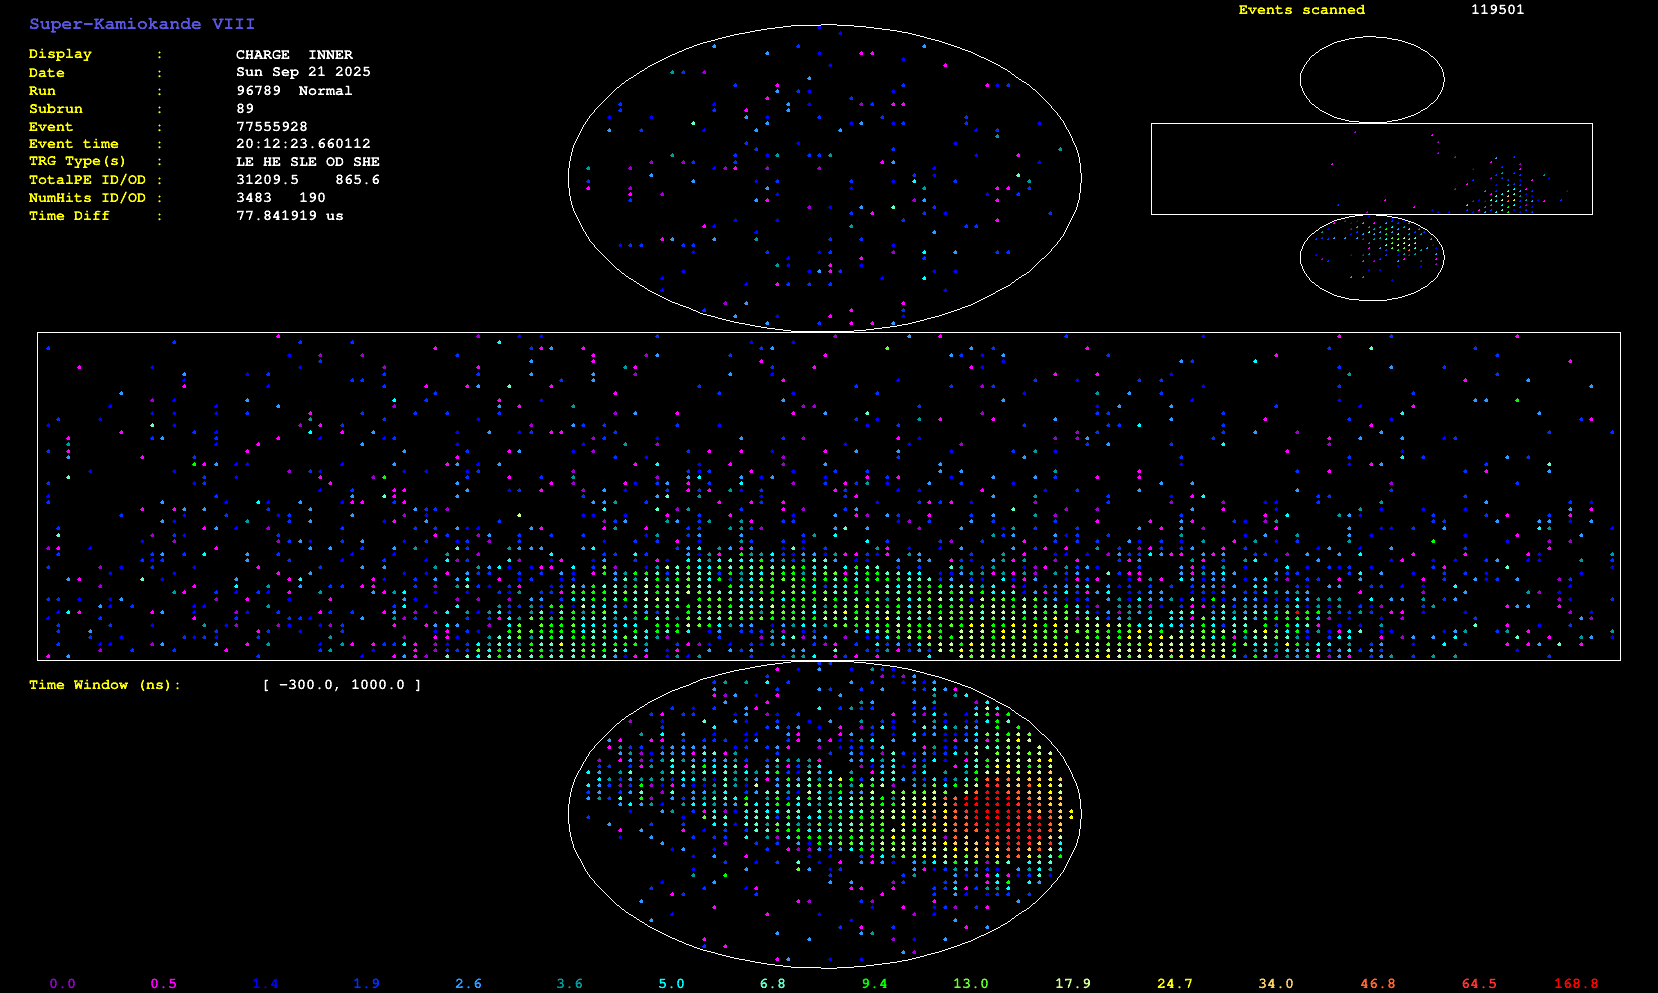 Super-Kamiokande VIII
Events scanned 119501
Display : CHARGE INNER
Date : Sun Sep 21 2025
Run : 96789 Normal
Subrun : 89
Event : 77555928
Event time : 20:12:23.660112
TRG Type(s) : LE HE SLE OD SHE
TotalPE ID/OD : 31209.5 865.6
NumHits ID/OD : 3483 190
Time Diff : 77.841919 us
Time Window (ns): [ -300.0, 1000.0 ]
0.0 0.5 1.4 1.9 2.6 3.6 5.0 6.8 9.4 13.0 17.9 24.7 34.0 46.8 64.5 168.8